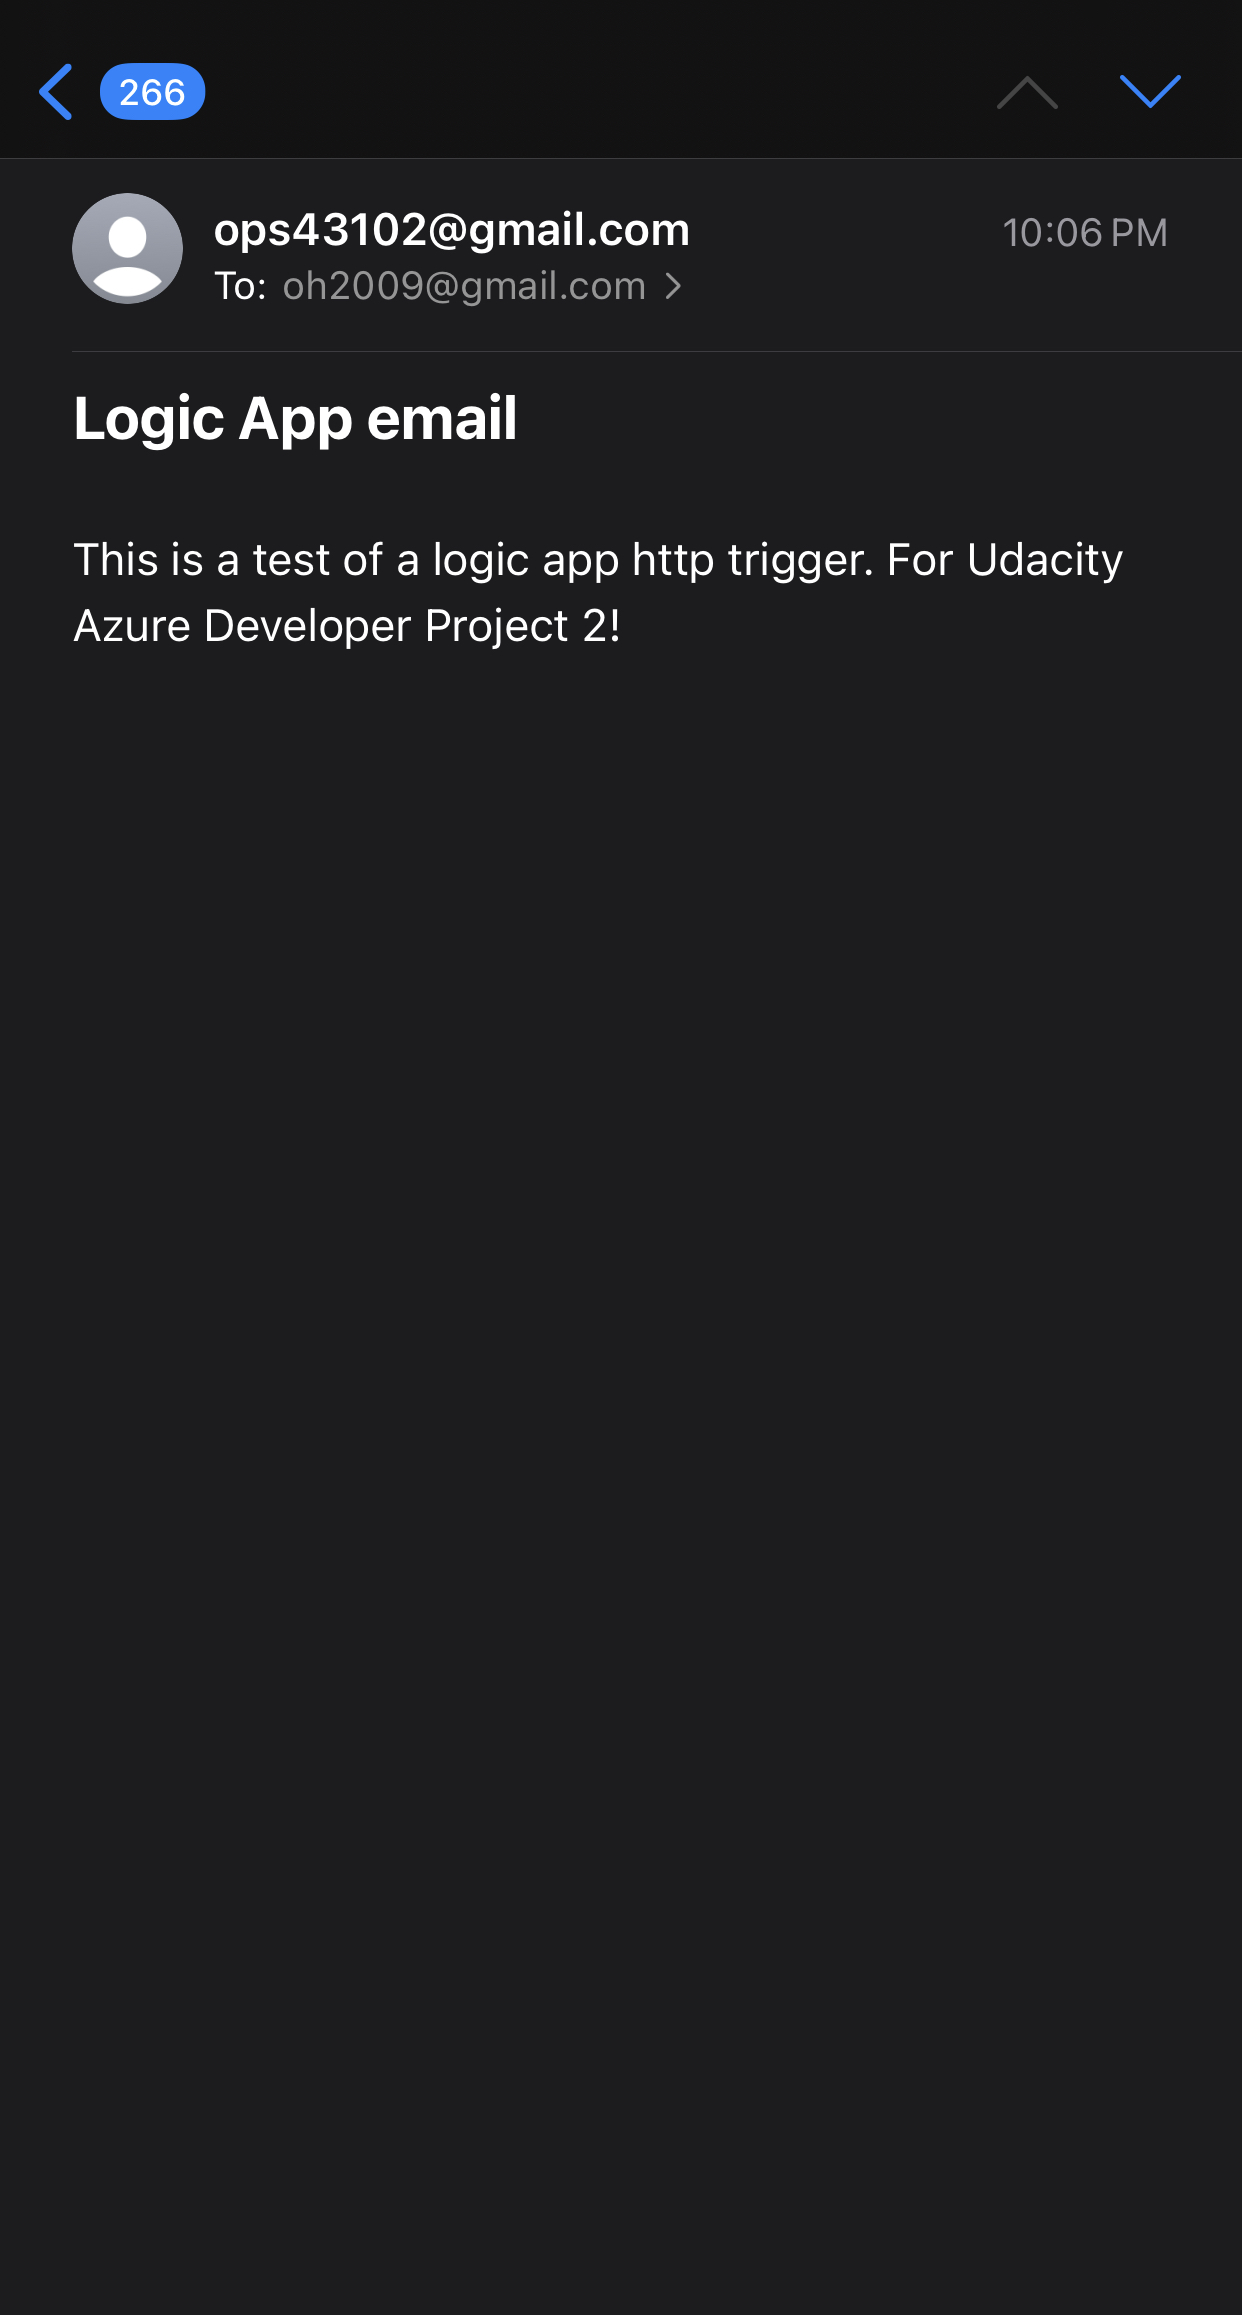 266
ops43102@gmail.com
10:06 PM
To: oh2009@gmail.com
Logic App email
This is a test of a logic app http trigger. For Udacity
Azure Developer Project 2!